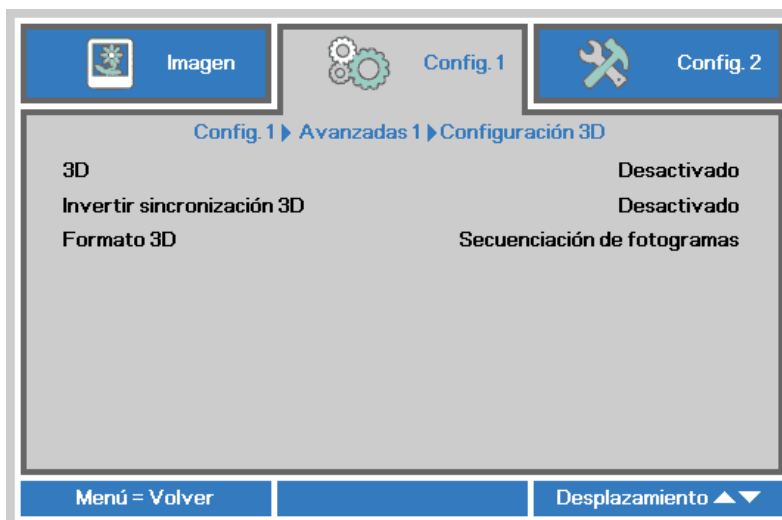 Imagen
Config. 1
Config. 2
Config. 1 ▶ Avanzadas 1 ▶ Configuración 3D
3D Desactivado
Invertir sincronización 3D Desactivado
Formato 3D Secuenciación de fotogramas
Menú = Volver
Desplazamiento ▲▼